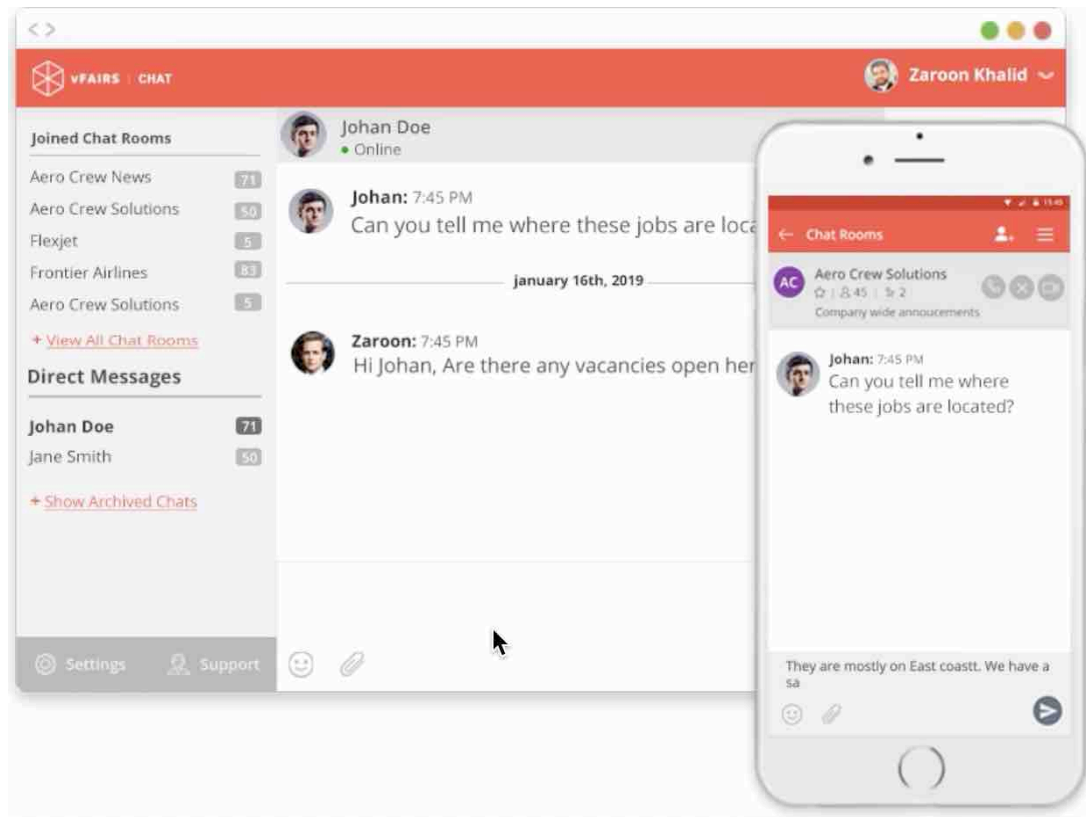 < >
vFAIRS | CHAT
Zaroon Khalid
Joined Chat Rooms
Aero Crew News 71
Aero Crew Solutions 50
Flexjet 5
Frontier Airlines 83
Aero Crew Solutions 5
+ View All Chat Rooms
Direct Messages
Johan Doe 71
Jane Smith 50
+ Show Archived Chats
Settings Support
Johan Doe
Online
Johan: 7:45 PM
Can you tell me where these jobs are loca
january 16th, 2019
Zaroon: 7:45 PM
Hi Johan, Are there any vacancies open her
Chat Rooms
AC Aero Crew Solutions
45 | 2
Company wide annoucements
Johan: 7:45 PM
Can you tell me where
these jobs are located?
They are mostly on East coastt. We have a
sa